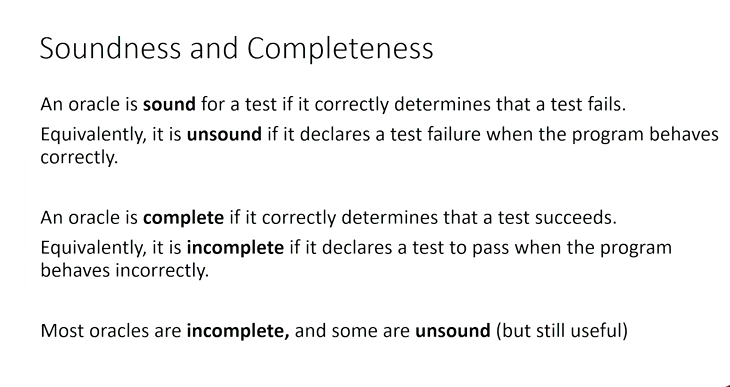 Soundness and Completeness
An oracle is sound for a test if it correctly determines that a test fails.
Equivalently, it is unsound if it declares a test failure when the program behaves
correctly.
An oracle is complete if it correctly determines that a test succeeds.
Equivalently, it is incomplete if it declares a test to pass when the program
behaves incorrectly.
Most oracles are incomplete, and some are unsound (but still useful)